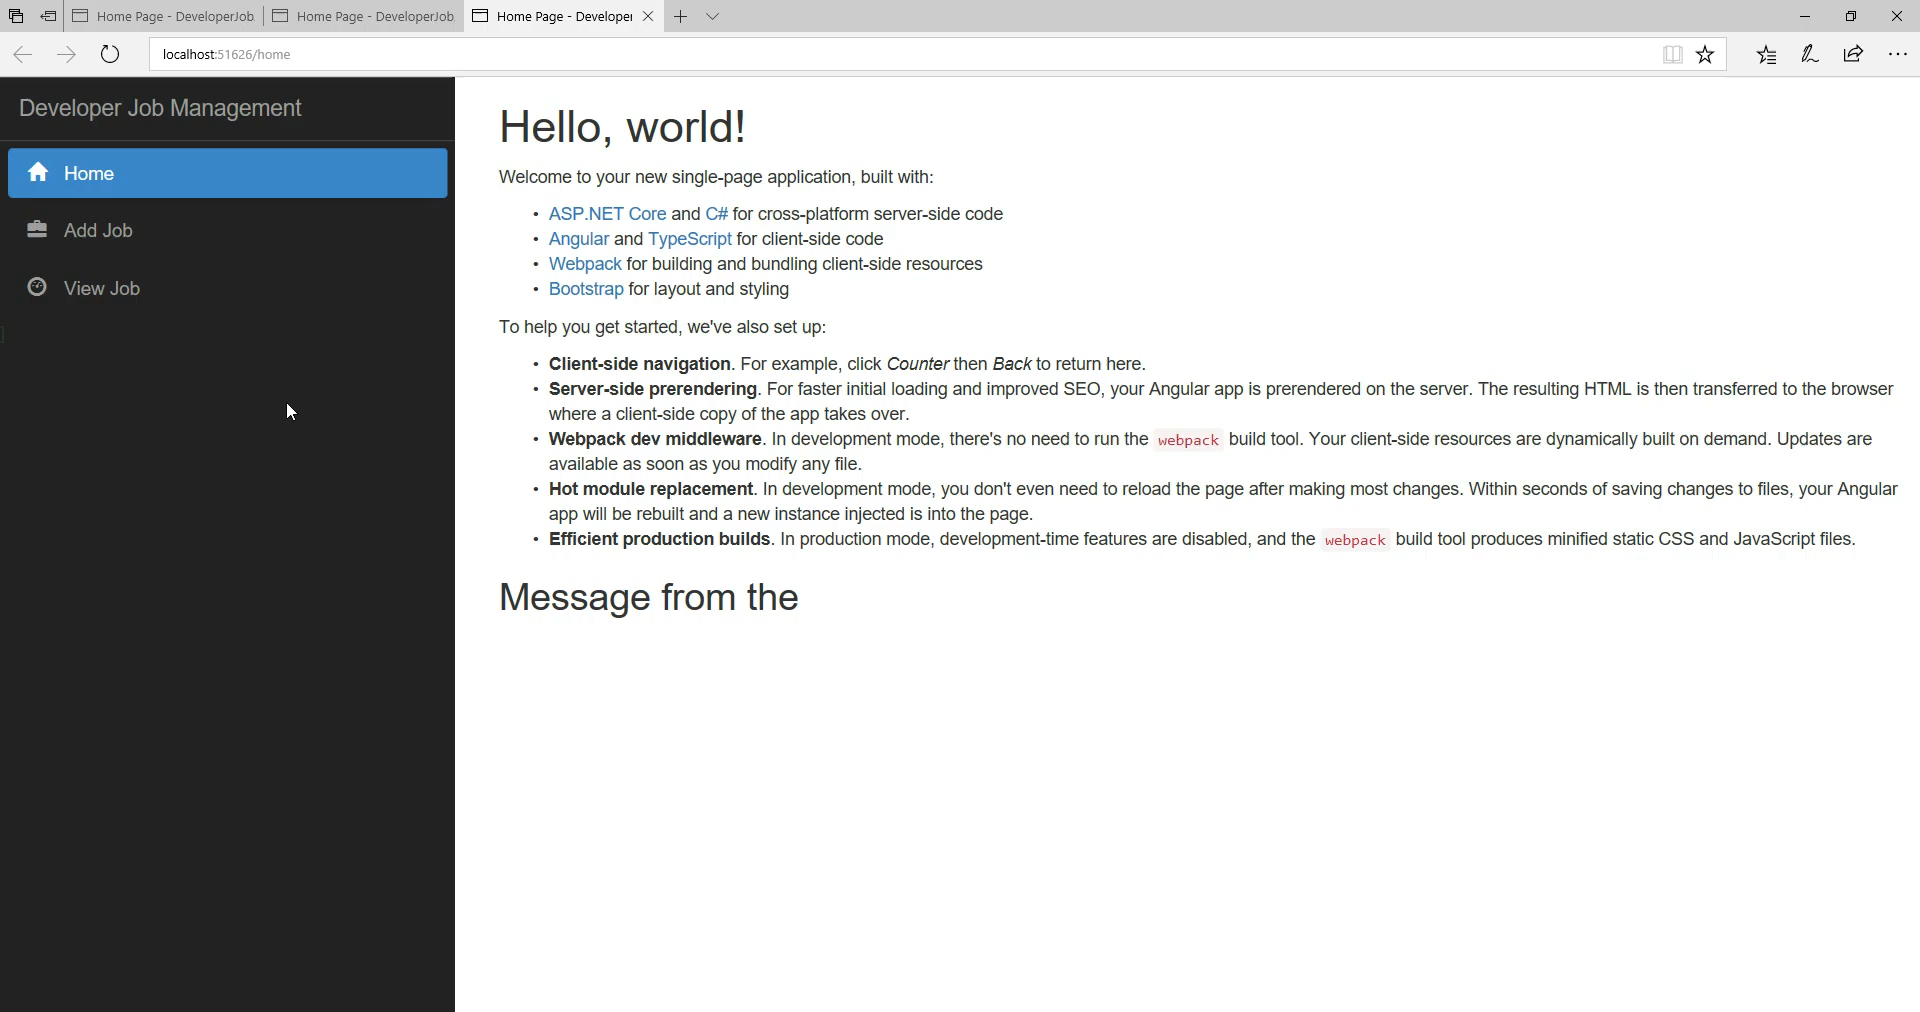 Home Page - DeveloperJob
Home Page - DeveloperJob
Home Page - Developer
localhost:51626/home
Developer Job Management
Home
Add Job
View Job
Hello, world!
Welcome to your new single-page application, built with:
• ASP.NET Core and C# for cross-platform server-side code
• Angular and TypeScript for client-side code
• Webpack for building and bundling client-side resources
• Bootstrap for layout and styling
To help you get started, we've also set up:
• Client-side navigation. For example, click Counter then Back to return here.
• Server-side prerendering. For faster initial loading and improved SEO, your Angular app is prerendered on the server. The resulting HTML is then transferred to the browser
where a client-side copy of the app takes over.
• Webpack dev middleware. In development mode, there's no need to run the webpack build tool. Your client-side resources are dynamically built on demand. Updates are
available as soon as you modify any file.
• Hot module replacement. In development mode, you don't even need to reload the page after making most changes. Within seconds of saving changes to files, your Angular
app will be rebuilt and a new instance injected is into the page.
• Efficient production builds. In production mode, development-time features are disabled, and the webpack build tool produces minified static CSS and JavaScript files.
Message from the